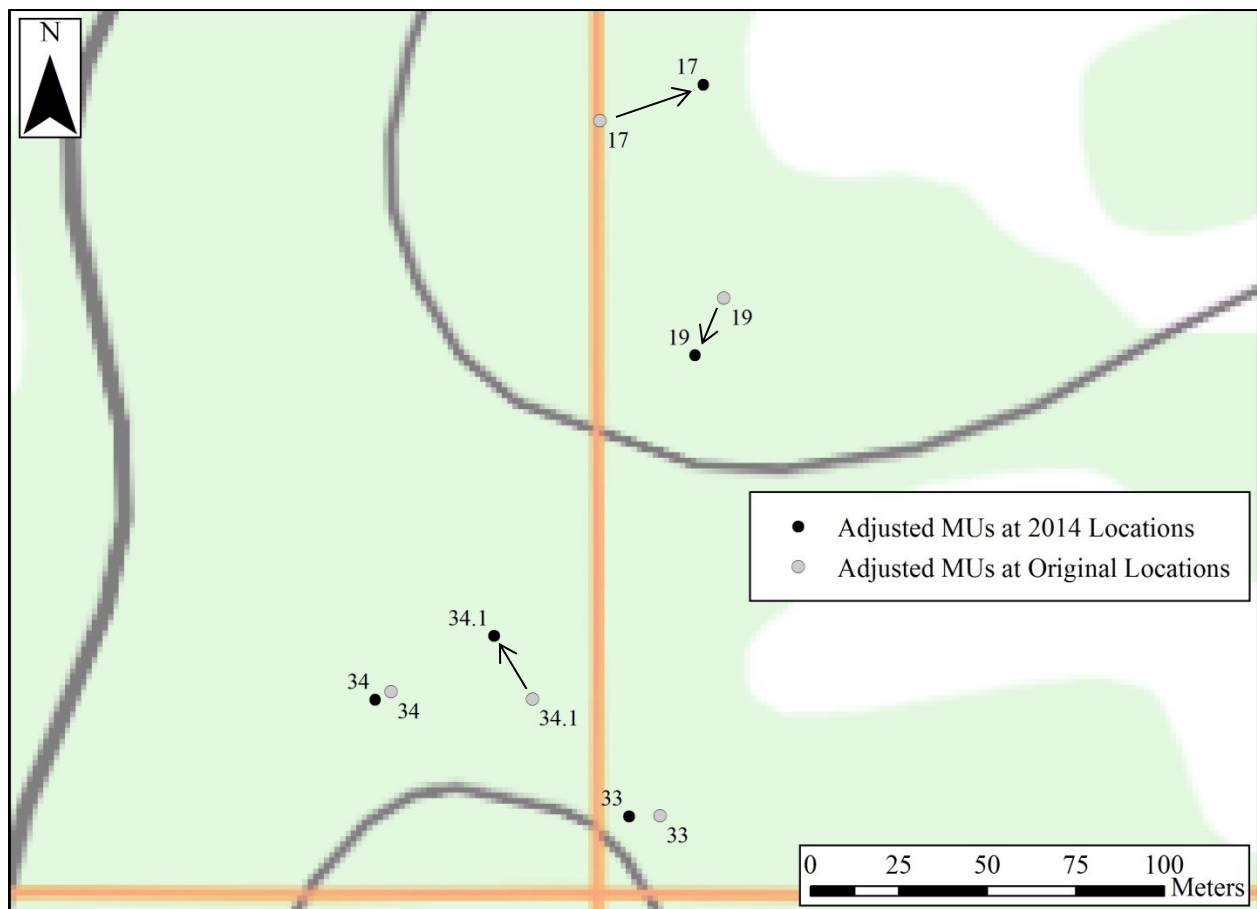 N
17
17
19
19
Adjusted MUs at 2014 Locations
Adjusted MUs at Original Locations
34.1
34
34
34.1
33
33
0 25 50 75 100
Meters